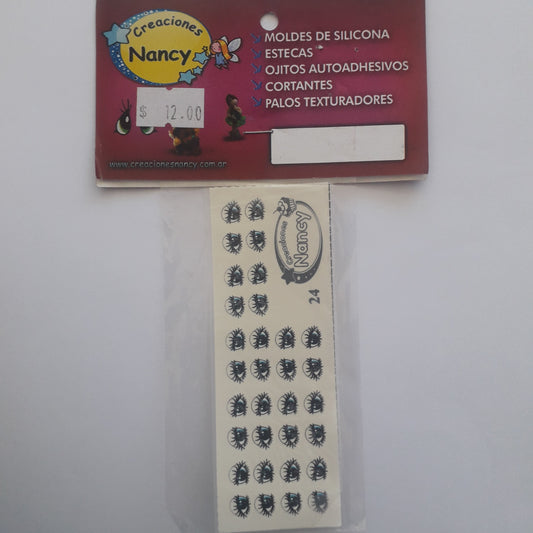 Creaciones
Nancy
MOLDES DE SILICONA
ESTECAS
OJITOS AUTOADHESIVOS
CORTANTES
PALOS TEXTURADORES
$ 12.00
www.creacionesnancy.com.ar
Creaciones
Nancy
24